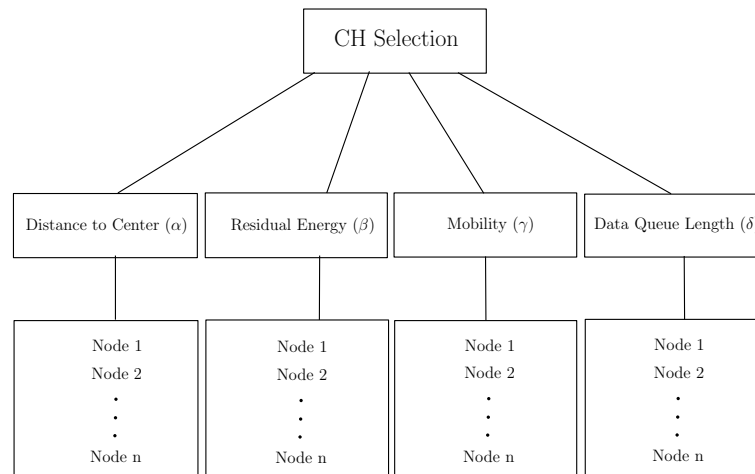 CH Selection
Distance to Center (α)
Residual Energy (β)
Mobility (γ)
Data Queue Length (δ
Node 1
Node 2
Node n
Node 1
Node 2
Node n
Node 1
Node 2
Node n
Node 1
Node 2
Node n